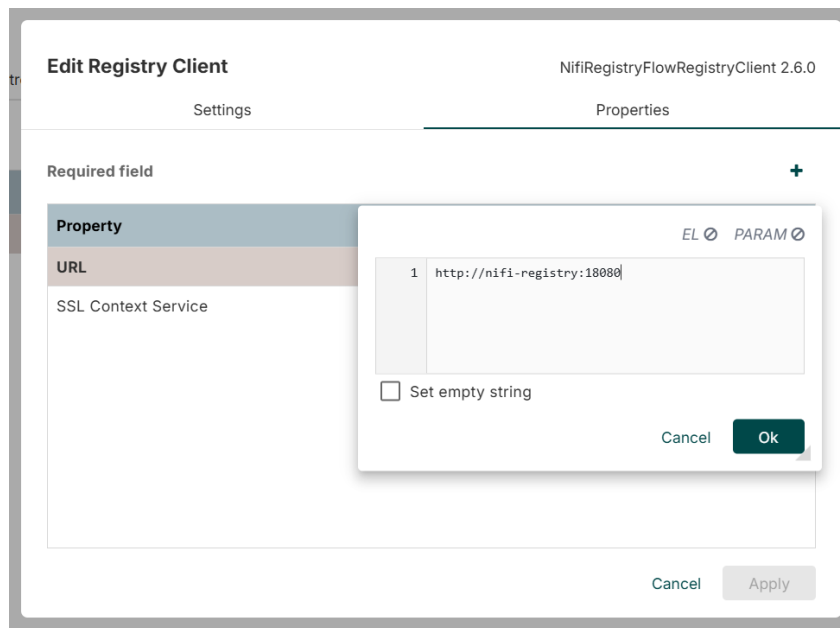 Edit Registry Client
NifiRegistryFlowRegistryClient 2.6.0
Settings
Properties
Required field
Property
EL
PARAM
URL
1 http://nifi-registry:18080
SSL Context Service
Set empty string
Cancel
Ok
Cancel
Apply